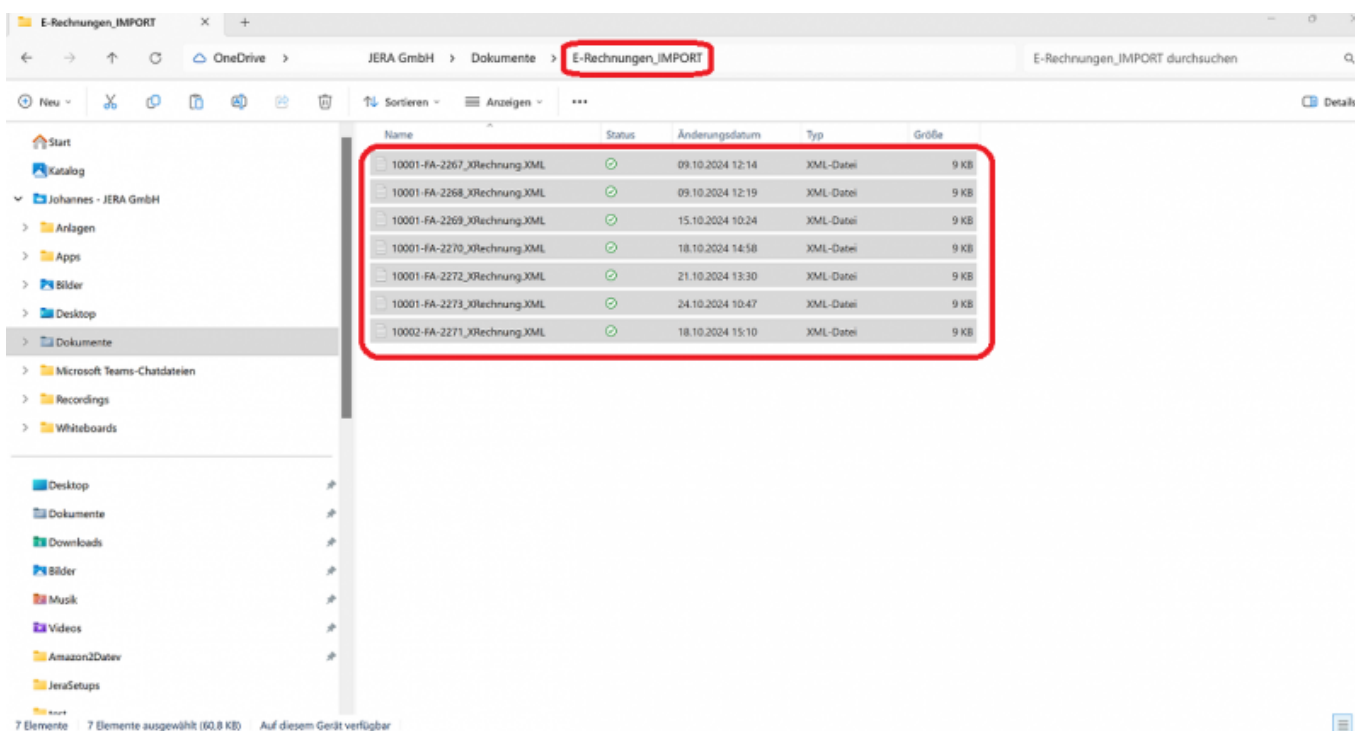 E-Rechnungen_IMPORT
OneDrive > JERA GmbH > Dokumente > E-Rechnungen_IMPORT
E-Rechnungen_IMPORT durchsuchen
Neu Sortieren Anzeigen ... Details
Name Status Änderungsdatum Typ Größe
10001-FA-2267_XRechnung.XML 09.10.2024 12:14 XML-Datei 9 KB
10001-FA-2268_XRechnung.XML 09.10.2024 12:19 XML-Datei 9 KB
10001-FA-2269_XRechnung.XML 15.10.2024 10:24 XML-Datei 9 KB
10001-FA-2270_XRechnung.XML 18.10.2024 14:58 XML-Datei 9 KB
10001-FA-2272_XRechnung.XML 21.10.2024 13:30 XML-Datei 9 KB
10001-FA-2273_XRechnung.XML 24.10.2024 10:47 XML-Datei 9 KB
10002-FA-2271_XRechnung.XML 18.10.2024 15:10 XML-Datei 9 KB
Start
Katalog
Johannes - JERA GmbH
Anlagen
Apps
Bilder
Desktop
Dokumente
Microsoft Teams-Chatdateien
Recordings
Whiteboards
Desktop
Dokumente
Downloads
Bilder
Musik
Videos
Amazon2Datev
JeraSetups
7 Elemente 7 Elemente ausgewählt (60,8 KB) Auf diesem Gerät verfügbar